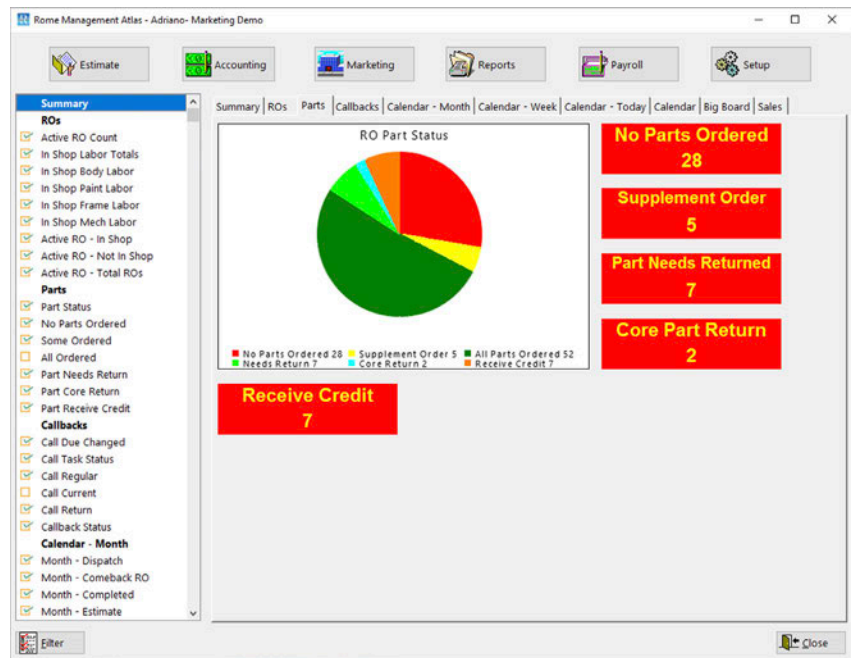 Rome Management Atlas - Adriano- Marketing Demo
Estimate Accounting Marketing Reports Payroll Setup
Summary
ROs
Active RO Count
In Shop Labor Totals
In Shop Body Labor
In Shop Paint Labor
In Shop Frame Labor
In Shop Mech Labor
Active RO - In Shop
Active RO - Not In Shop
Active RO - Total ROs
Parts
Part Status
No Parts Ordered
Some Ordered
All Ordered
Part Needs Return
Part Core Return
Part Receive Credit
Callbacks
Call Due Changed
Call Task Status
Call Regular
Call Current
Call Return
Callback Status
Calendar - Month
Month - Dispatch
Month - Comeback RO
Month - Completed
Month - Estimate
Summary ROs Parts Callbacks Calendar - Month Calendar - Week Calendar - Today Calendar Big Board Sales
RO Part Status
No Parts Ordered 28 Supplement Order 5 All Parts Ordered 52
Needs Return 7 Core Return 2 Receive Credit 7
No Parts Ordered
28
Supplement Order
5
Part Needs Returned
7
Core Part Return
2
Receive Credit
7
Filter
Close